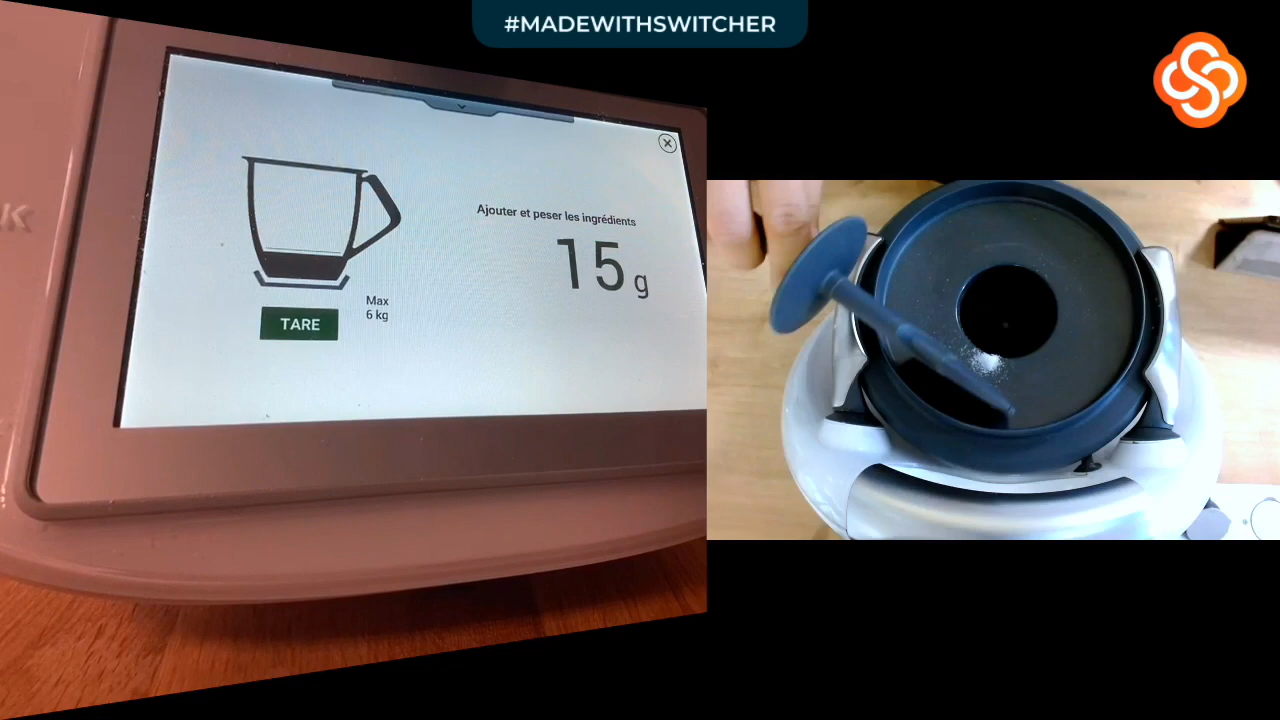 #MADEWITHSWITCHER
K
Ajouter et peser les ingrédients
15 g
Max
6 kg
TARE